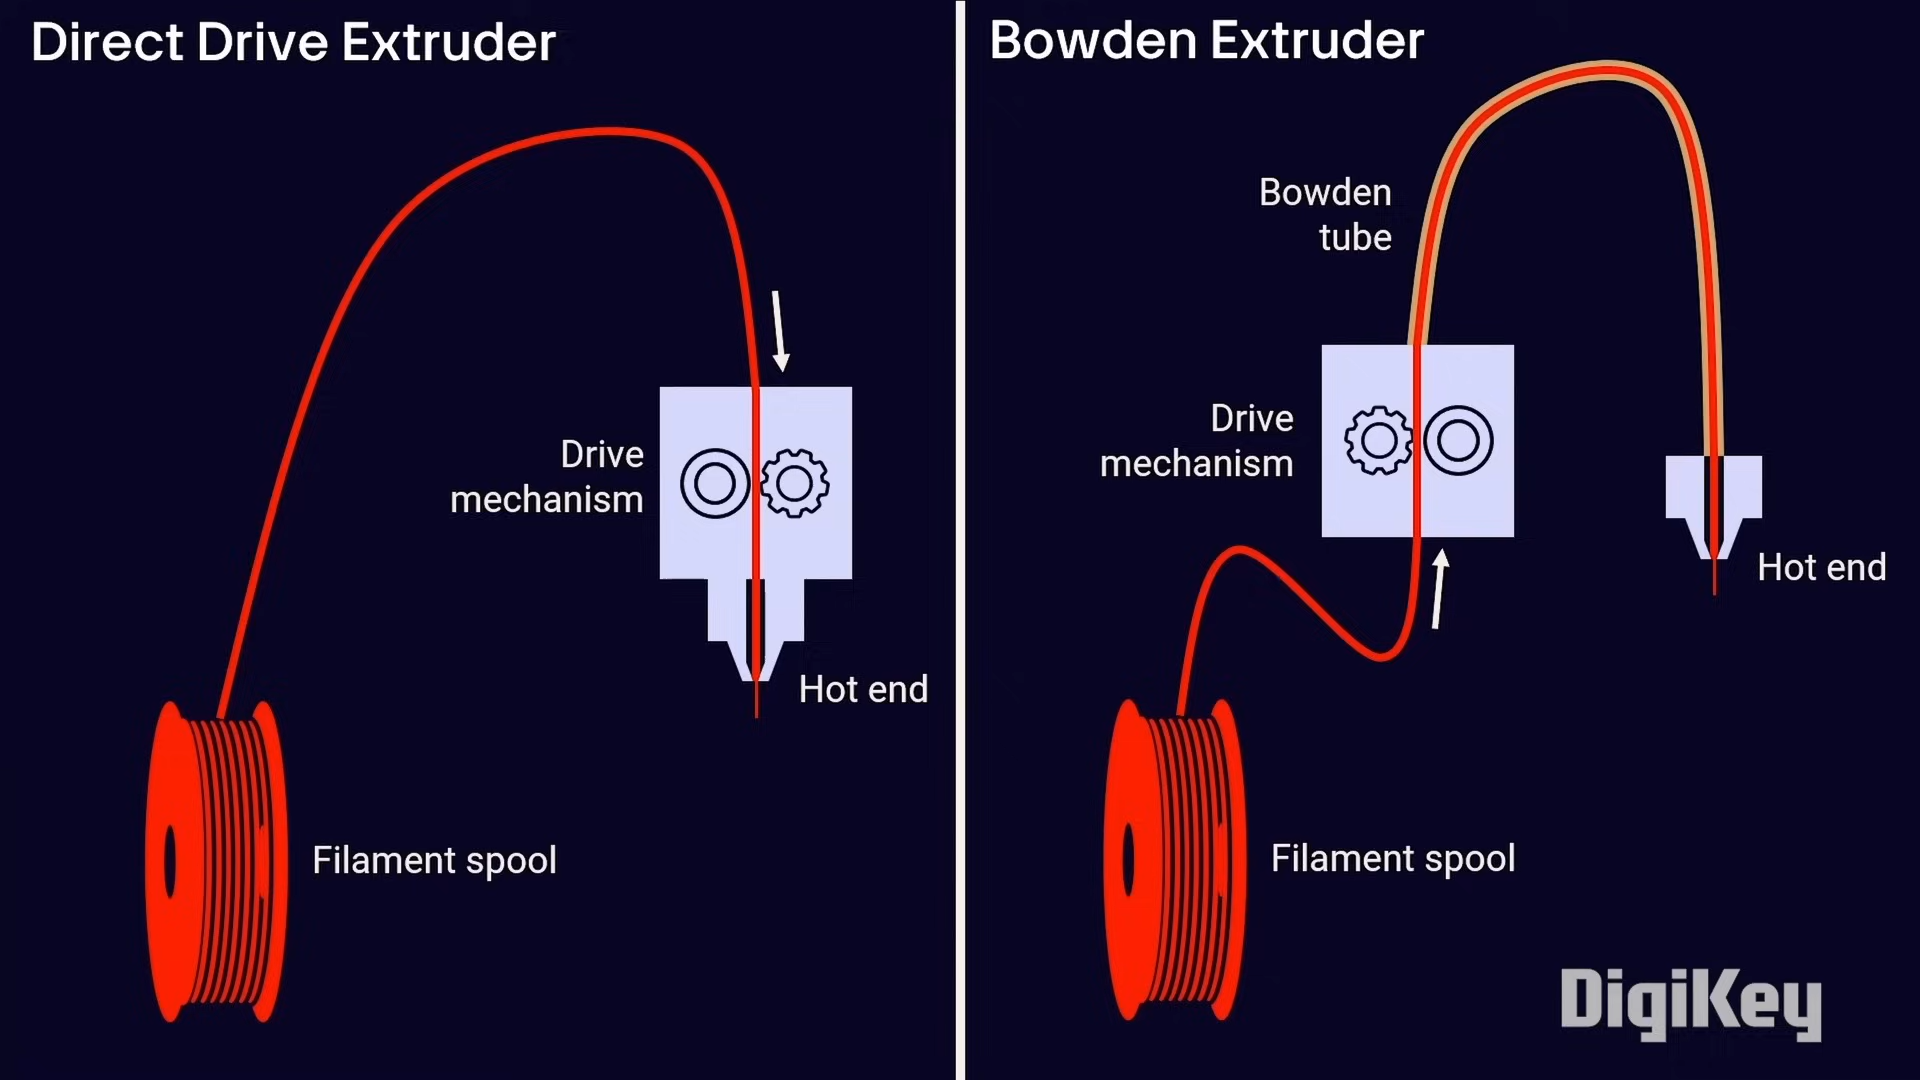 Direct Drive Extruder
Drive
mechanism
Hot end
Filament spool
Bowden Extruder
Bowden
tube
Drive
mechanism
Hot end
Filament spool
DigiKey